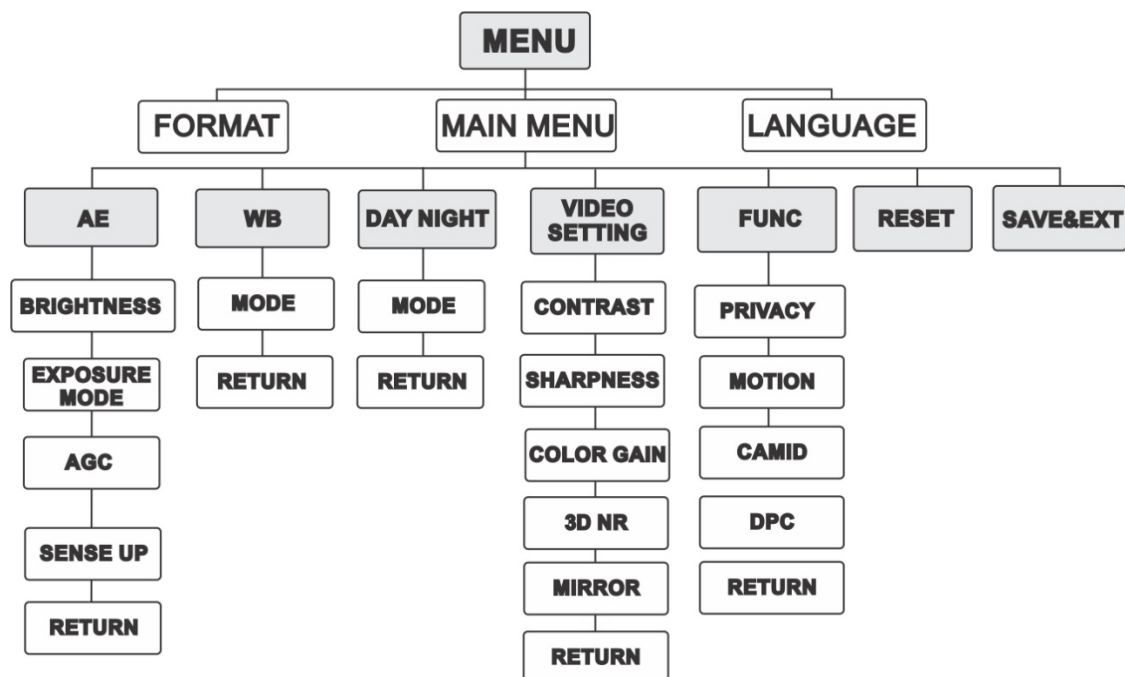 MENU
FORMAT
MAIN MENU
LANGUAGE
AE
WB
DAY NIGHT
VIDEO
SETTING
FUNC
RESET
SAVE&EXT
BRIGHTNESS
EXPOSURE
MODE
AGC
SENSE UP
RETURN
MODE
RETURN
MODE
RETURN
CONTRAST
SHARPNESS
COLOR GAIN
3D NR
MIRROR
RETURN
PRIVACY
MOTION
CAMID
DPC
RETURN